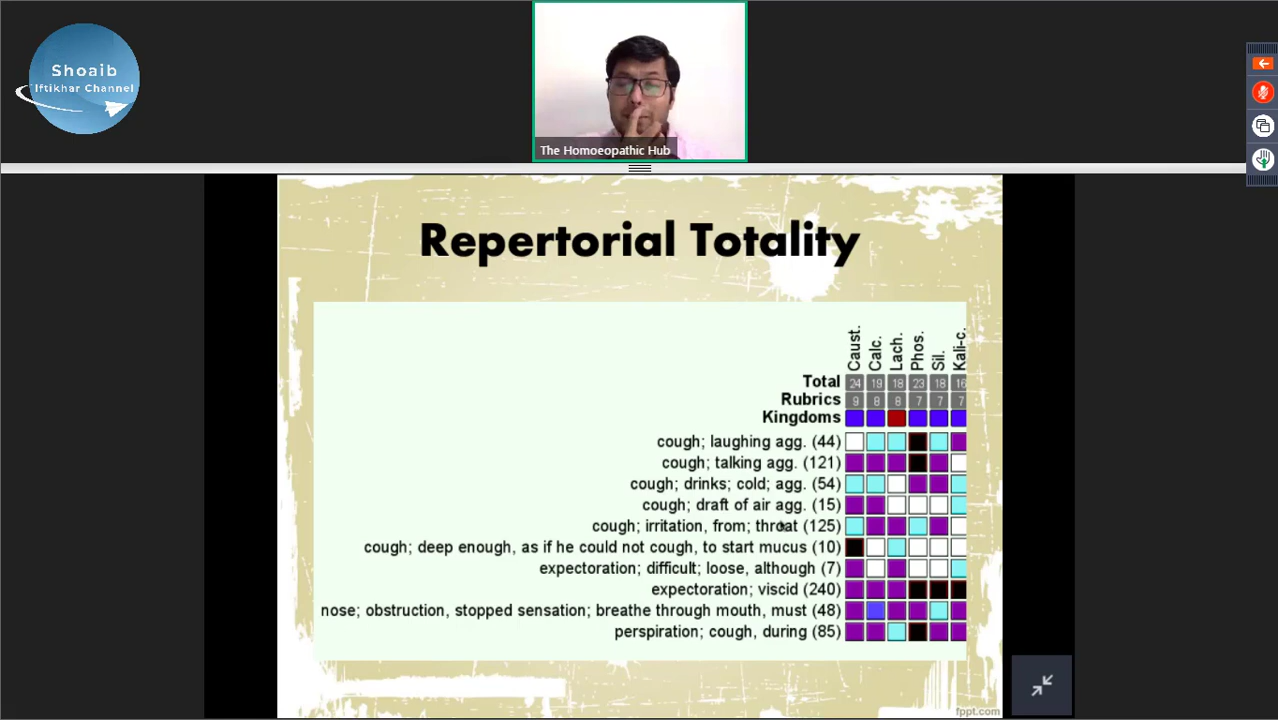 Shoaib
Iftikhar Channel
The Homoeopathic Hub
Repertorial Totality
Caust. Calc. Lach. Phos. Sil. Kali-c.
Total 24 19 18 23 18 16
Rubrics 9 8 8 7 7 7
Kingdoms
cough; laughing agg. (44)
cough; talking agg. (121)
cough; drinks; cold; agg. (54)
cough; draft of air agg. (15)
cough; irritation, from; throat (125)
cough; deep enough, as if he could not cough, to start mucus (10)
expectoration; difficult; loose, although (7)
expectoration; viscid (240)
nose; obstruction, stopped sensation; breathe through mouth, must (48)
perspiration; cough, during (85)
fppt.com